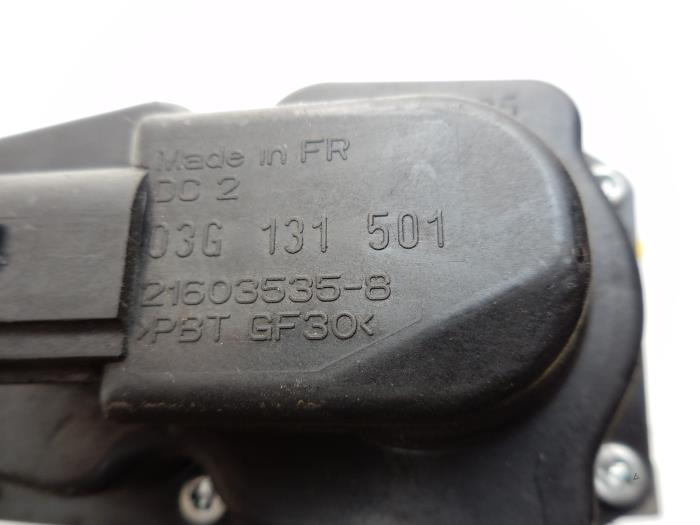 Made in FR
DC 2
03G 131 501
21603535-8
>PBT GF30<